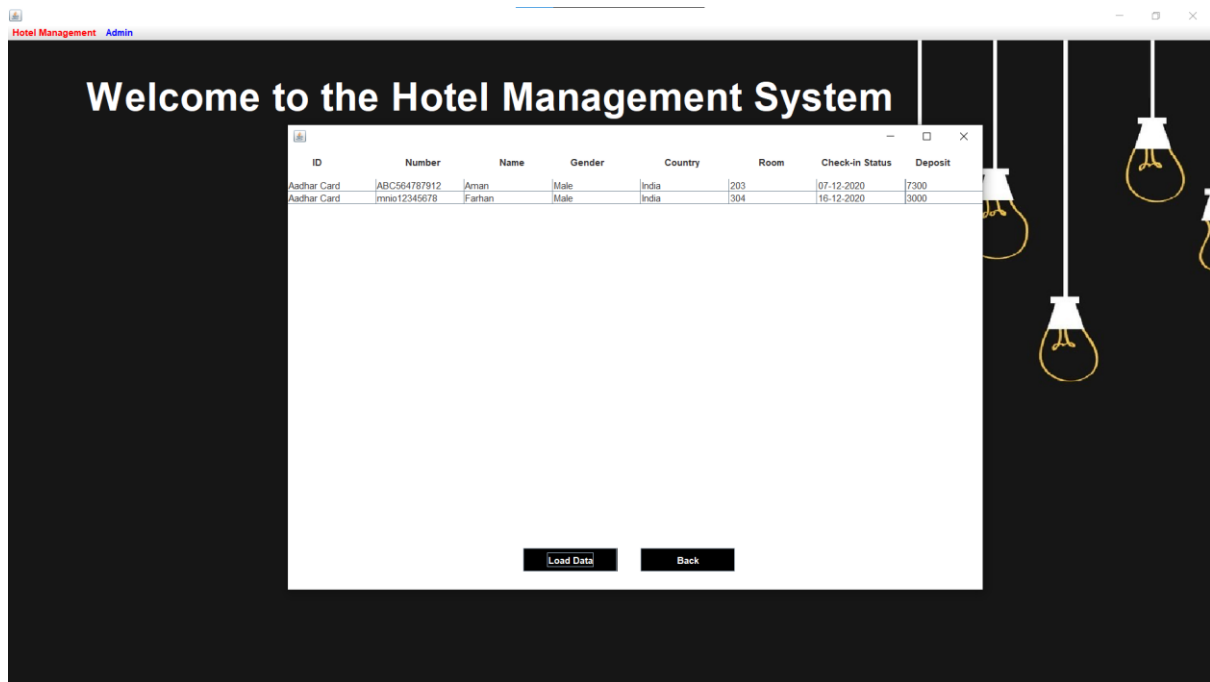 Hotel Management Admin
Welcome to the Hotel Management System
ID Number Name Gender Country Room Check-in Status Deposit
Aadhar Card ABC564787912 Aman Male India 203 07-12-2020 7300
Aadhar Card mnio12345678 Farhan Male India 304 16-12-2020 3000
Load Data Back